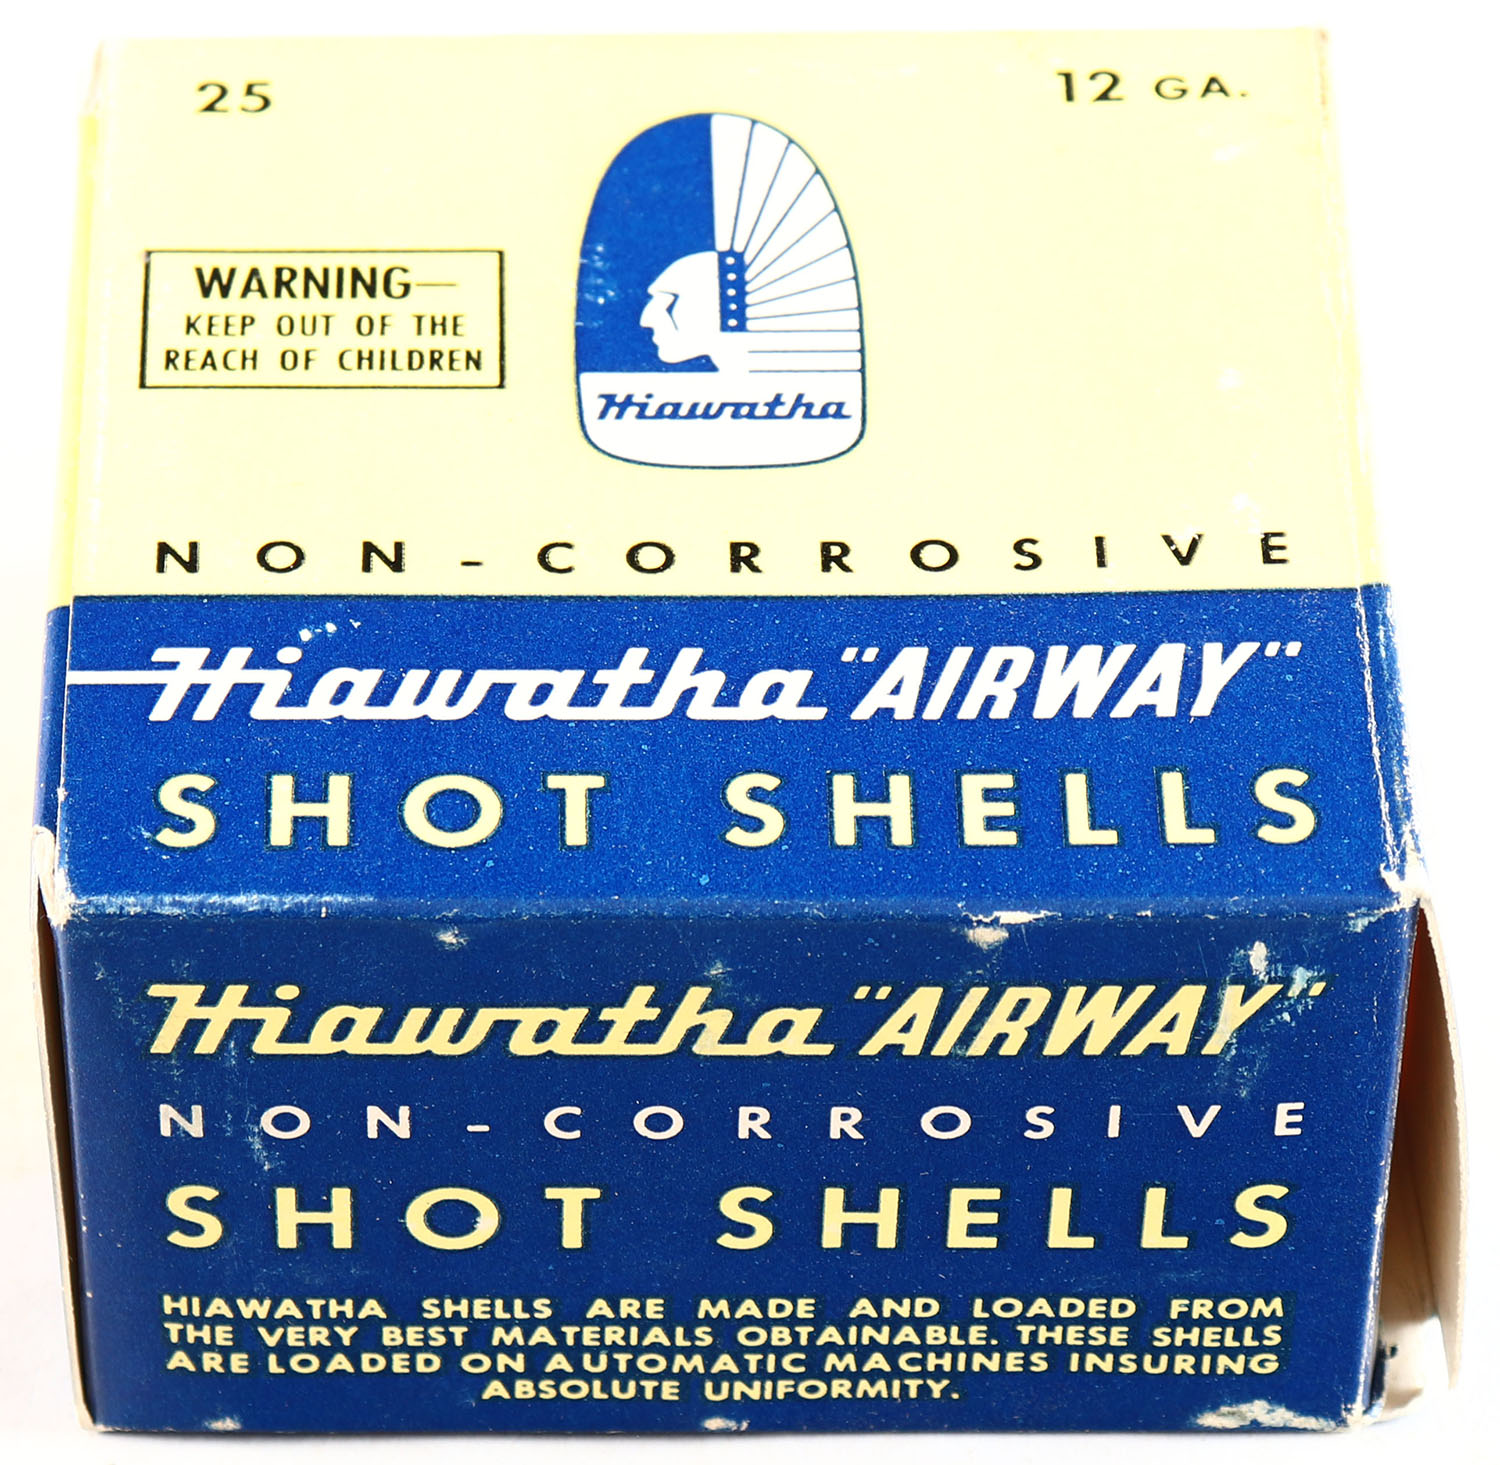 25 12 GA.
WARNING—
KEEP OUT OF THE
REACH OF CHILDREN
Hiawatha
NON-CORROSIVE
Hiawatha "AIRWAY"
SHOT SHELLS
Hiawatha "AIRWAY"
NON-CORROSIVE
SHOT SHELLS
HIAWATHA SHELLS ARE MADE AND LOADED FROM
THE VERY BEST MATERIALS OBTAINABLE. THESE SHELLS
ARE LOADED ON AUTOMATIC MACHINES INSURING
ABSOLUTE UNIFORMITY.